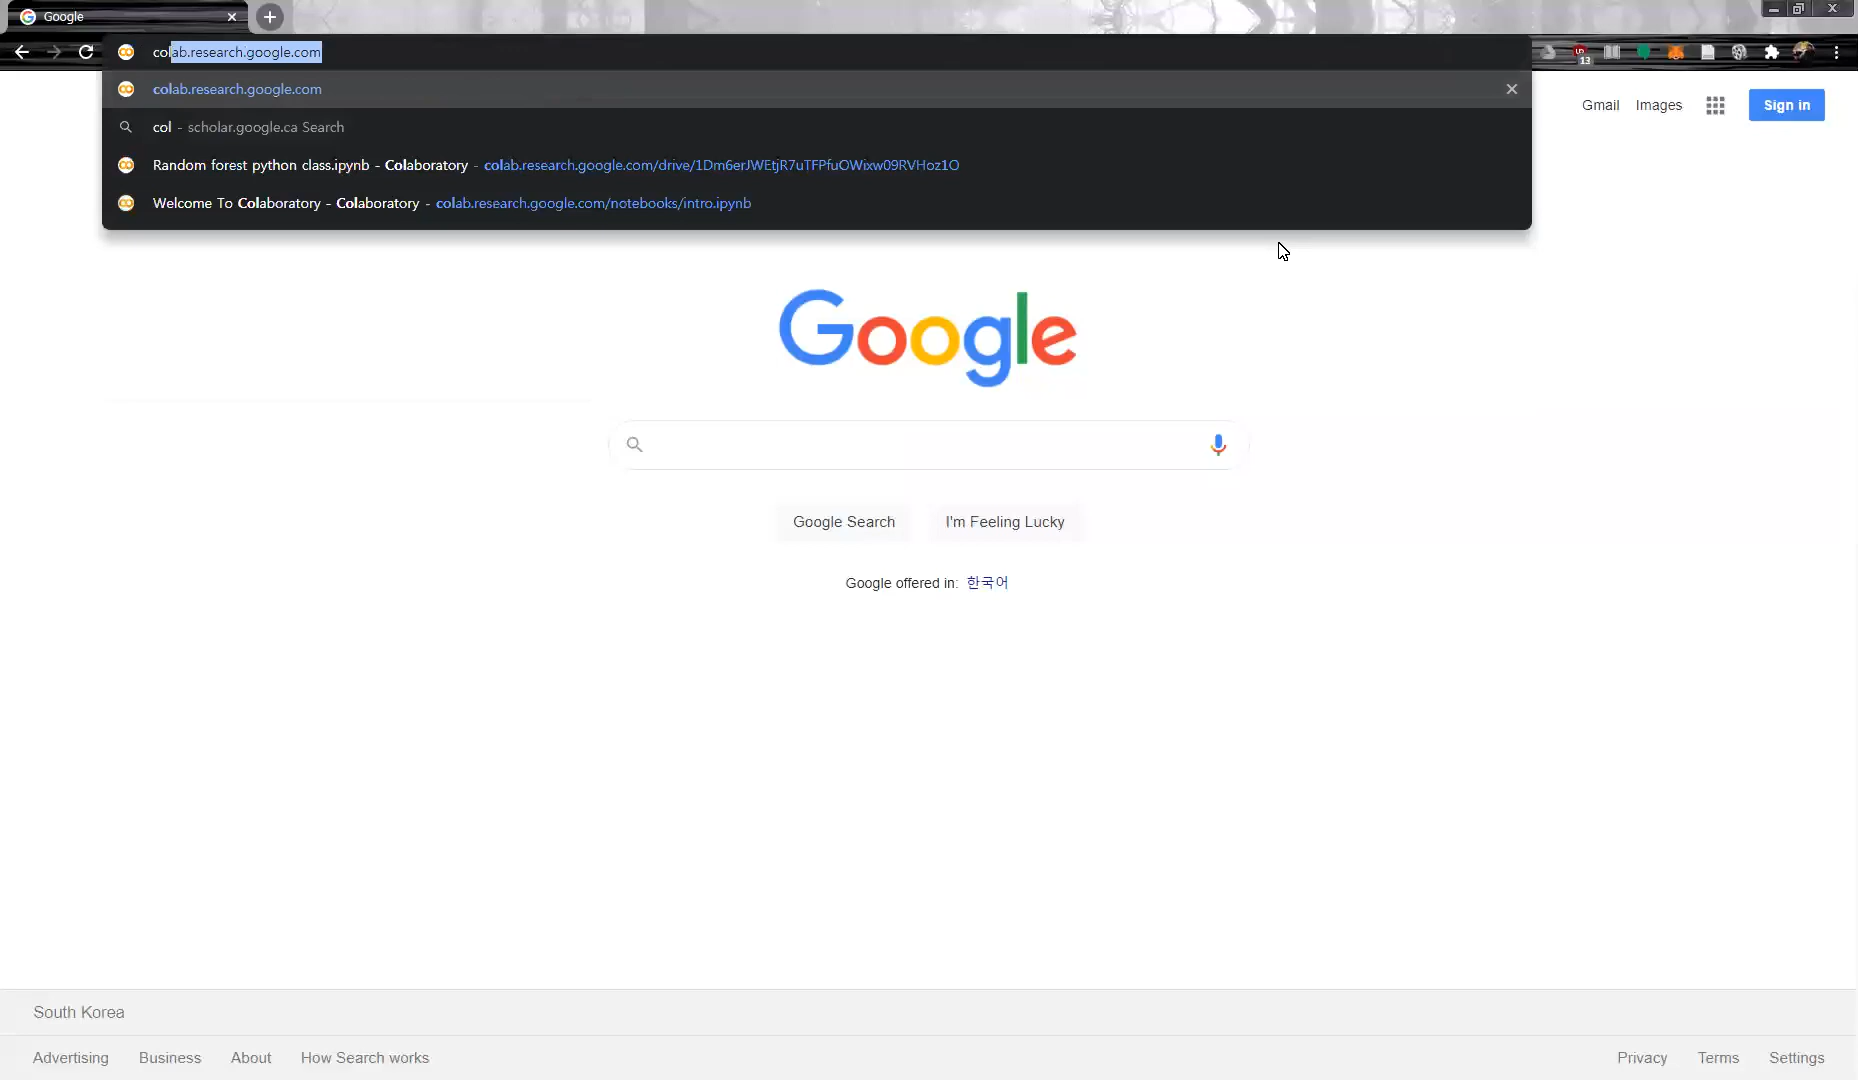 Google
colab.research.google.com
13
colab.research.google.com
col - scholar.google.ca Search
Random forest python class.ipynb - Colaboratory - colab.research.google.com/drive/1Dm6erJWEtjR7uTFPfuOWixw09RVHoz1O
Welcome To Colaboratory - Colaboratory - colab.research.google.com/notebooks/intro.ipynb
Gmail Images Sign in
Google
Google Search I'm Feeling Lucky
Google offered in: 한국어
South Korea
Advertising Business About How Search works Privacy Terms Settings